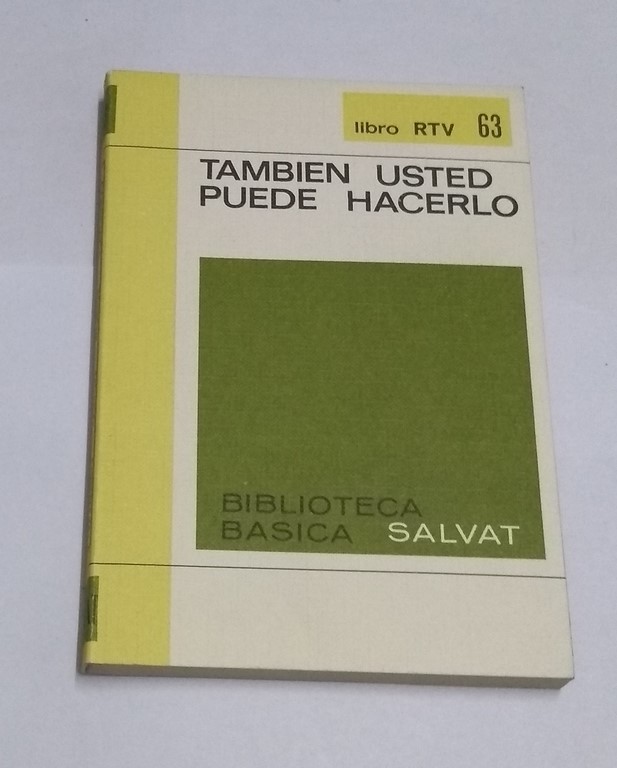 libro RTV 63
TAMBIEN USTED
PUEDE HACERLO
BIBLIOTECA
BASICA SALVAT